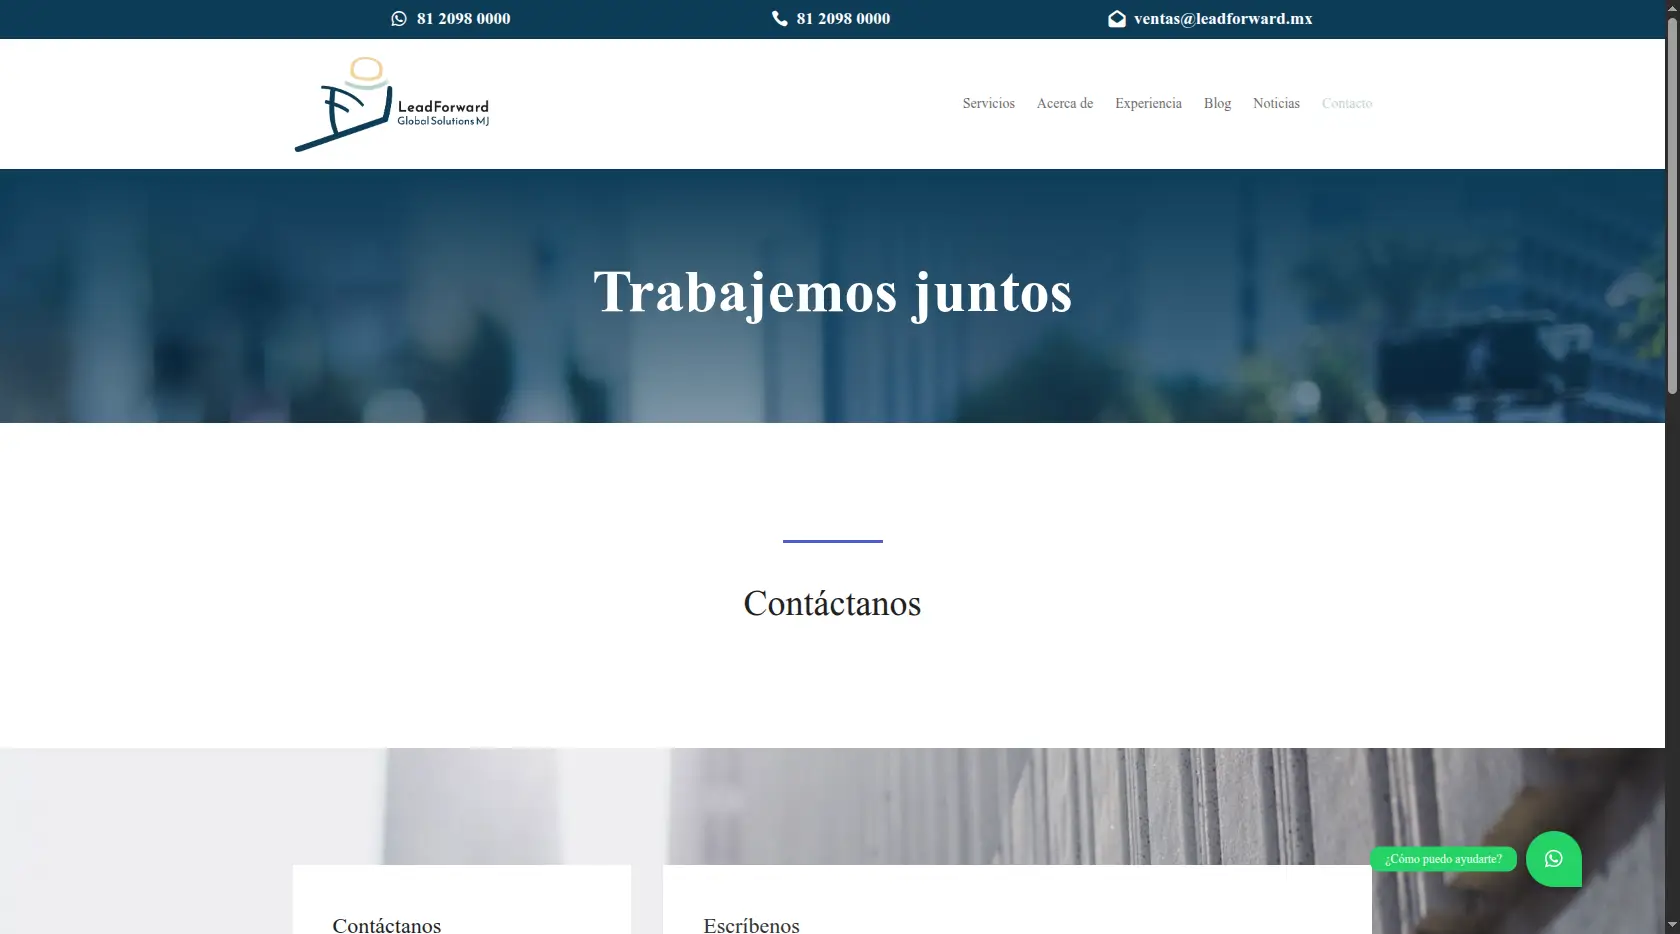 81 2098 0000
81 2098 0000
ventas@leadforward.mx
LeadForward
Global Solutions MJ
Servicios
Acerca de
Experiencia
Blog
Noticias
Contacto
Trabajemos juntos
Contáctanos
¿Cómo puedo ayudarte?
Contáctanos
Escríbenos